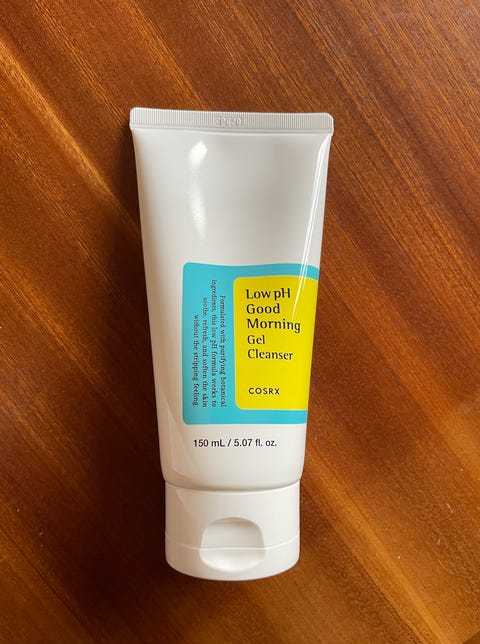 Low pH
Good
Morning
Gel
Cleanser
COSRX
Formulated with purifying botanical
ingredients, this low pH formula works to
soothe, refresh, and soften the skin
without the stripping feeling.
150 mL / 5.07 fl. oz.